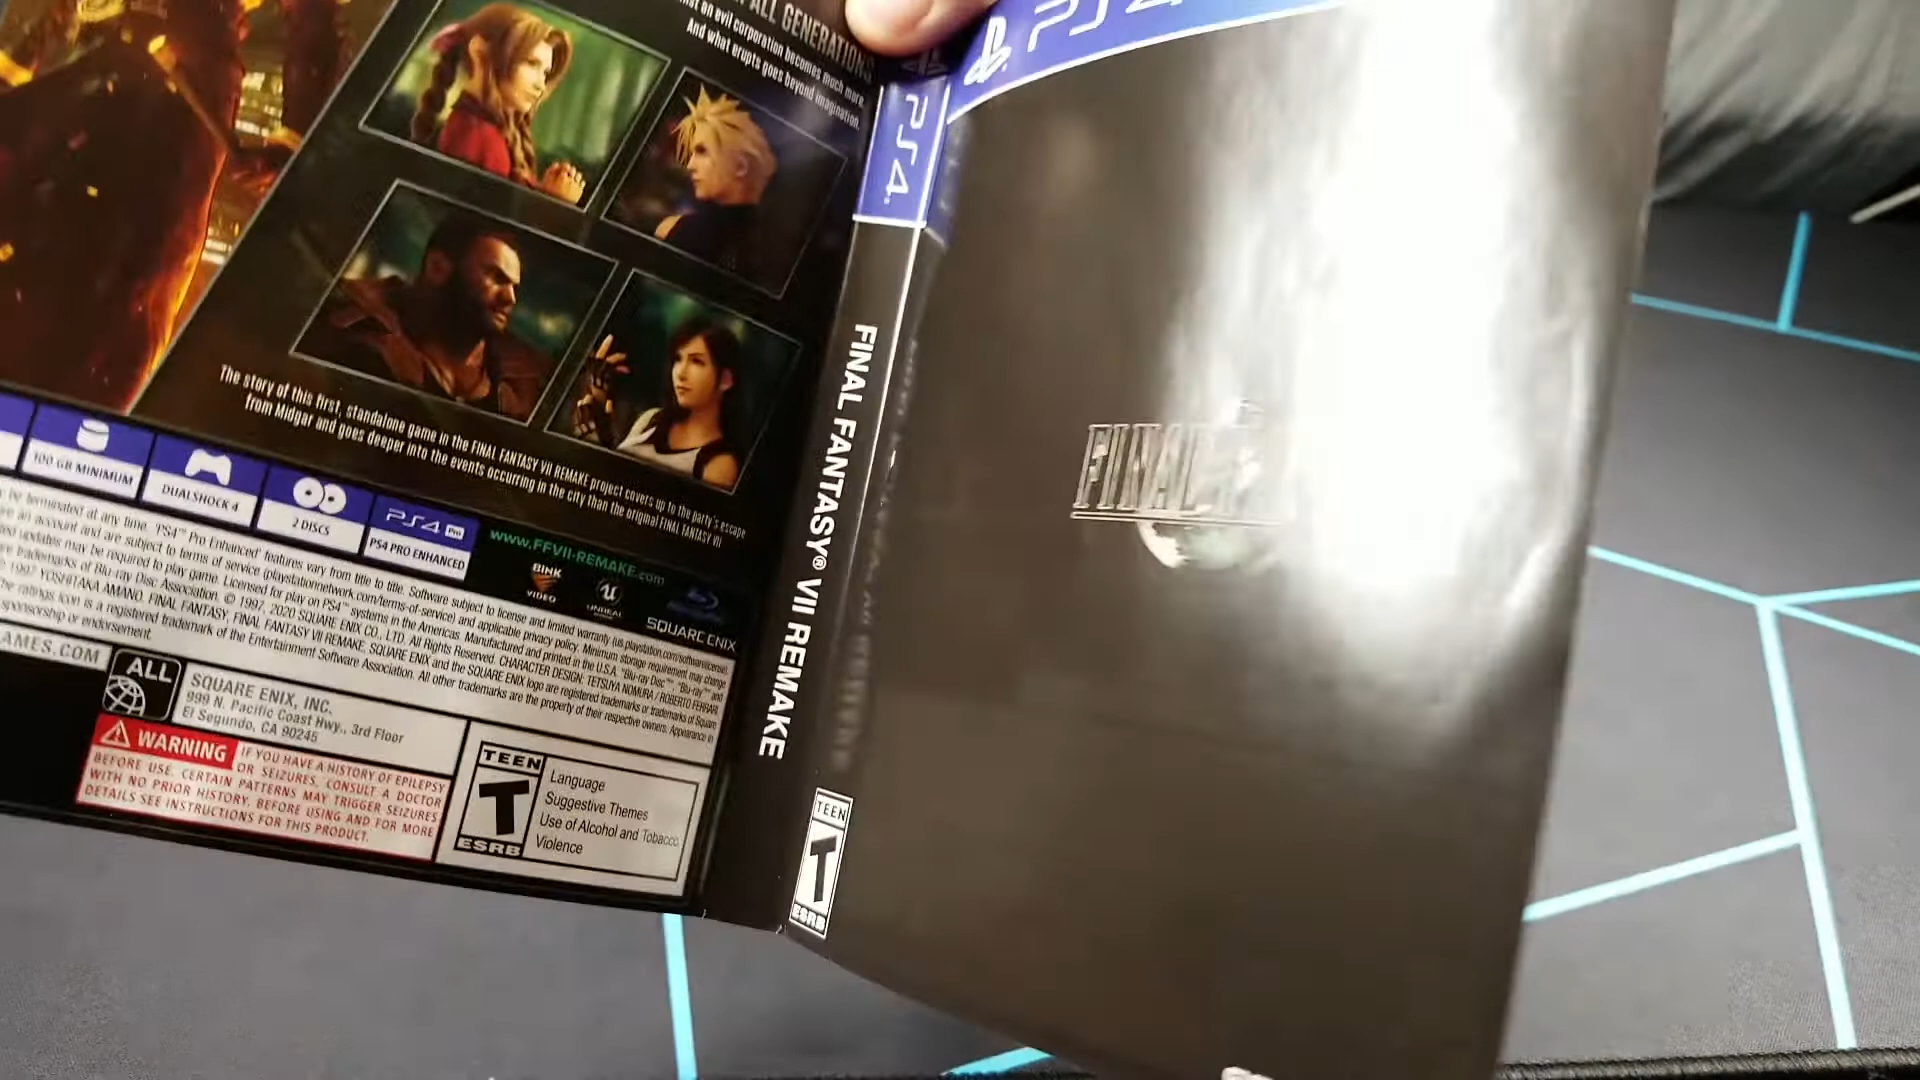 ALL GENERATIONS
an evil corporation becomes much more.
And what erupts goes beyond imagination.
The story of this first, standalone game in the FINAL FANTASY VII REMAKE project covers up to the party's escape
from Midgar and goes deeper into the events occurring in the city than the original FINAL FANTASY VII
100 GB MINIMUM
DUALSHOCK 4
2 DISCS
PS4 Pro
PS4 PRO ENHANCED
www.FFVII-REMAKE.com
BINK
VIDEO
UNREAL
SQUARE ENIX
be terminated at any time. "PS4™ Pro Enhanced" features vary from title to title. Software subject to license and limited warranty (us.playstation.com/softwarelicense)
an account and are subject to terms of service (playstationnetwork.com/terms-of-service) and applicable privacy policy. Minimum storage requirement may change
updates may be required to play game. Licensed for play on PS4™ systems in the Americas. Manufactured and printed in the U.S.A. "Blu-ray Disc™", "Blu-ray™" and
are trademarks of Blu-ray Disc Association. © 1997, 2020 SQUARE ENIX CO., LTD. All Rights Reserved. CHARACTER DESIGN: TETSUYA NOMURA / ROBERTO FERRARI
1997 YOSHITAKA AMANO. FINAL FANTASY, FINAL FANTASY VII REMAKE, SQUARE ENIX and the SQUARE ENIX logo are registered trademarks or trademarks of Square
The ratings icon is a registered trademark of the Entertainment Software Association. All other trademarks are the property of their respective owners. Appearance in
sponsorship or endorsement.
AMES.COM
ALL
SQUARE ENIX, INC.
999 N. Pacific Coast Hwy., 3rd Floor
El Segundo, CA 90245
WARNING IF YOU HAVE A HISTORY OF EPILEPSY
OR SEIZURES, CONSULT A DOCTOR
BEFORE USE. CERTAIN PATTERNS MAY TRIGGER SEIZURES
WITH NO PRIOR HISTORY. BEFORE USING AND FOR MORE
DETAILS SEE INSTRUCTIONS FOR THIS PRODUCT.
TEEN
T
ESRB
Language
Suggestive Themes
Use of Alcohol and Tobacco
Violence
PS4
FINAL FANTASY® VII REMAKE
TEEN
T
ESRB
PS4
FINAL